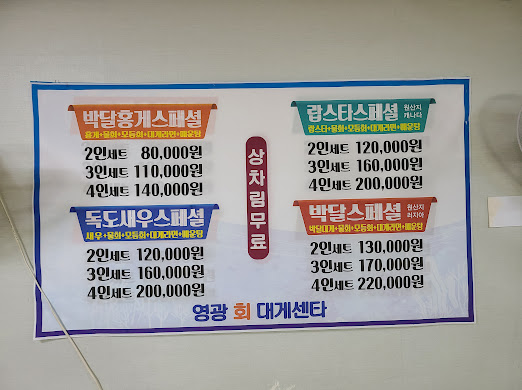 박달홍게스페셜
홍게+물회+모듬회+대게라면+매운탕
2인세트 80,000원
3인세트 110,000원
4인세트 140,000원
랍스타스페셜 원산지 캐나다
랍스타+물회+모듬회+대게라면+매운탕
2인세트 120,000원
3인세트 160,000원
4인세트 200,000원
상차림무료
독도새우스페셜
새우+물회+모듬회+대게라면+매운탕
2인세트 120,000원
3인세트 160,000원
4인세트 200,000원
박달스페셜 원산지 러시아
박달대게+물회+모듬회+대게라면+매운탕
2인세트 130,000원
3인세트 170,000원
4인세트 220,000원
영광 회 대게센타